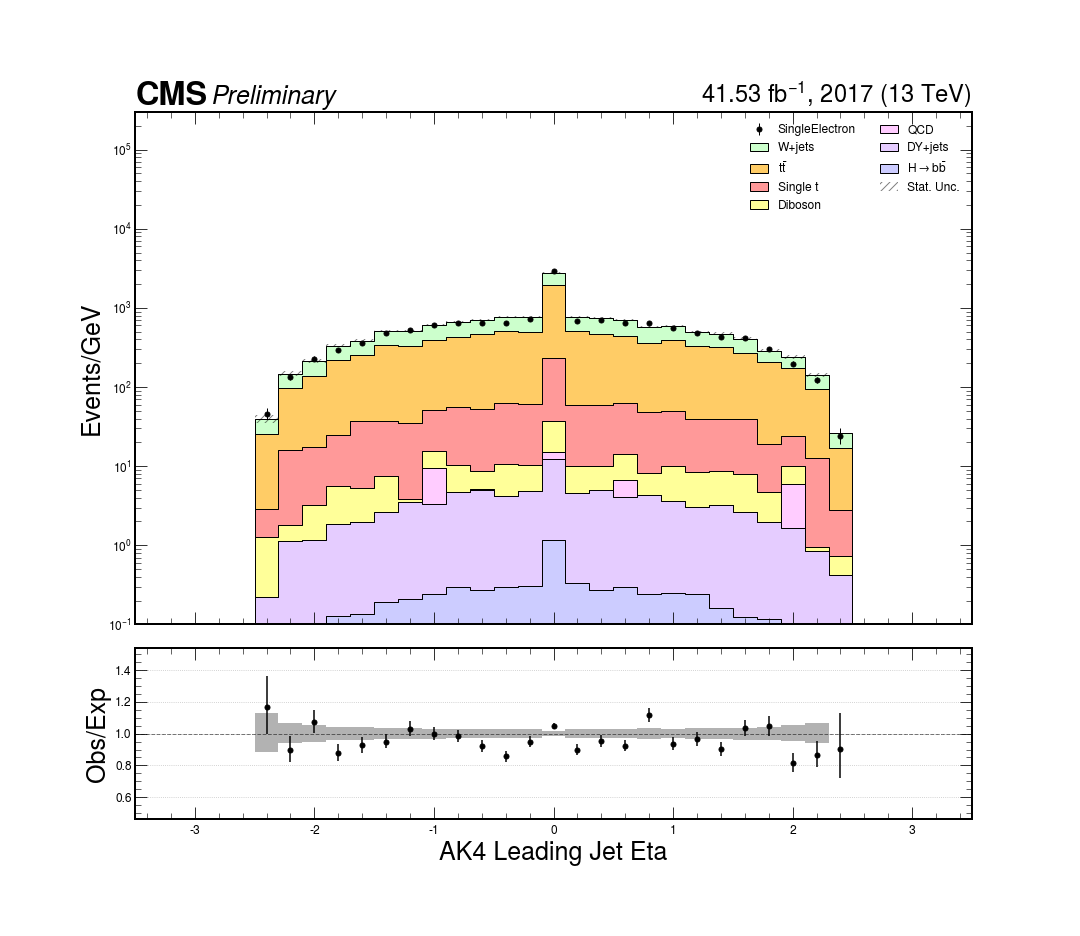 CMS Preliminary
41.53 fb⁻¹, 2017 (13 TeV)
SingleElectron
W+jets
tt̄
Single t
Diboson
QCD
DY+jets
H→bb̄
Stat. Unc.
Events/GeV
10⁵
10⁴
10³
10²
10¹
10⁰
10⁻¹
Obs/Exp
1.4
1.2
1.0
0.8
0.6
-3 -2 -1 0 1 2 3
AK4 Leading Jet Eta